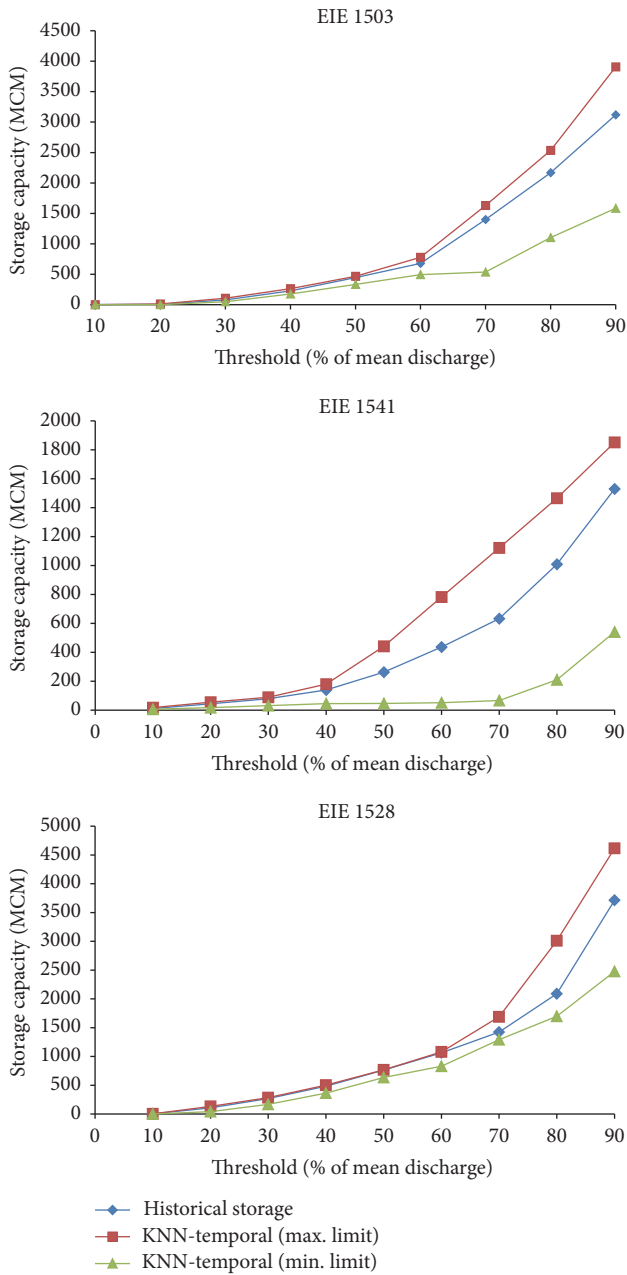 EIE 1503
4500
4000
3500
3000
2500
2000
1500
1000
500
0
Storage capacity (MCM)
10 20 30 40 50 60 70 80 90
Threshold (% of mean discharge)
EIE 1541
2000
1800
1600
1400
1200
1000
800
600
400
200
0
Storage capacity (MCM)
0 10 20 30 40 50 60 70 80 90
Threshold (% of mean discharge)
EIE 1528
5000
4500
4000
3500
3000
2500
2000
1500
1000
500
0
Storage capacity (MCM)
0 10 20 30 40 50 60 70 80 90
Threshold (% of mean discharge)
Historical storage
KNN-temporal (max. limit)
KNN-temporal (min. limit)